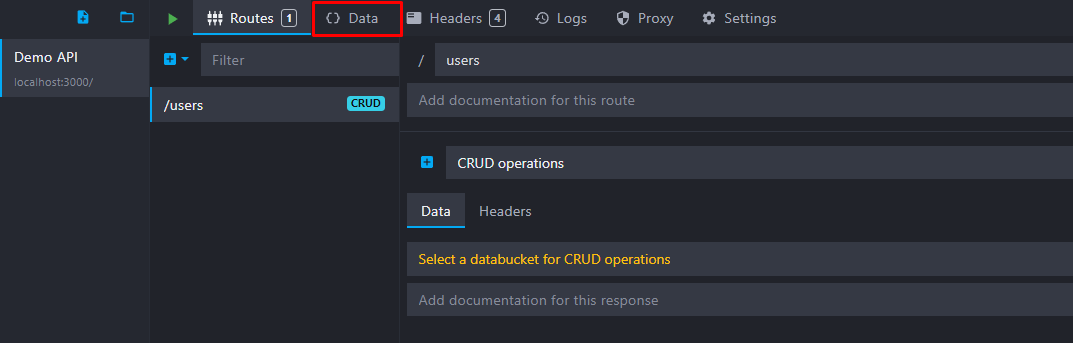 Routes 1 Data Headers 4 Logs Proxy Settings
Demo API
localhost:3000/
Filter
/users CRUD
/ users
Add documentation for this route
CRUD operations
Data Headers
Select a databucket for CRUD operations
Add documentation for this response